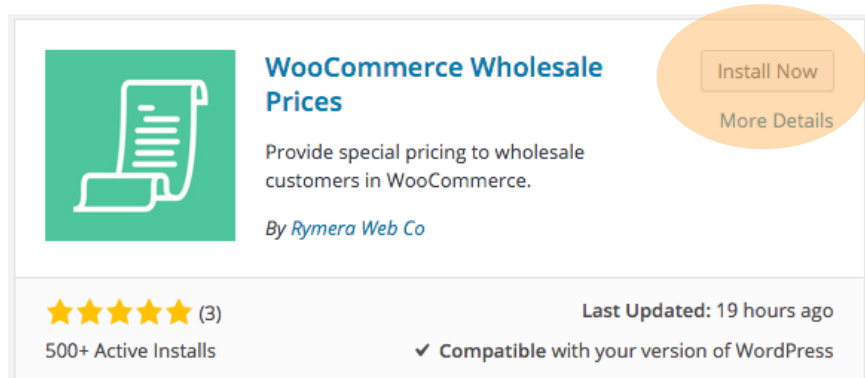 WooCommerce Wholesale
Prices
Install Now
More Details
Provide special pricing to wholesale
customers in WooCommerce.
By Rymera Web Co
(3)
Last Updated: 19 hours ago
500+ Active Installs
✔ Compatible with your version of WordPress